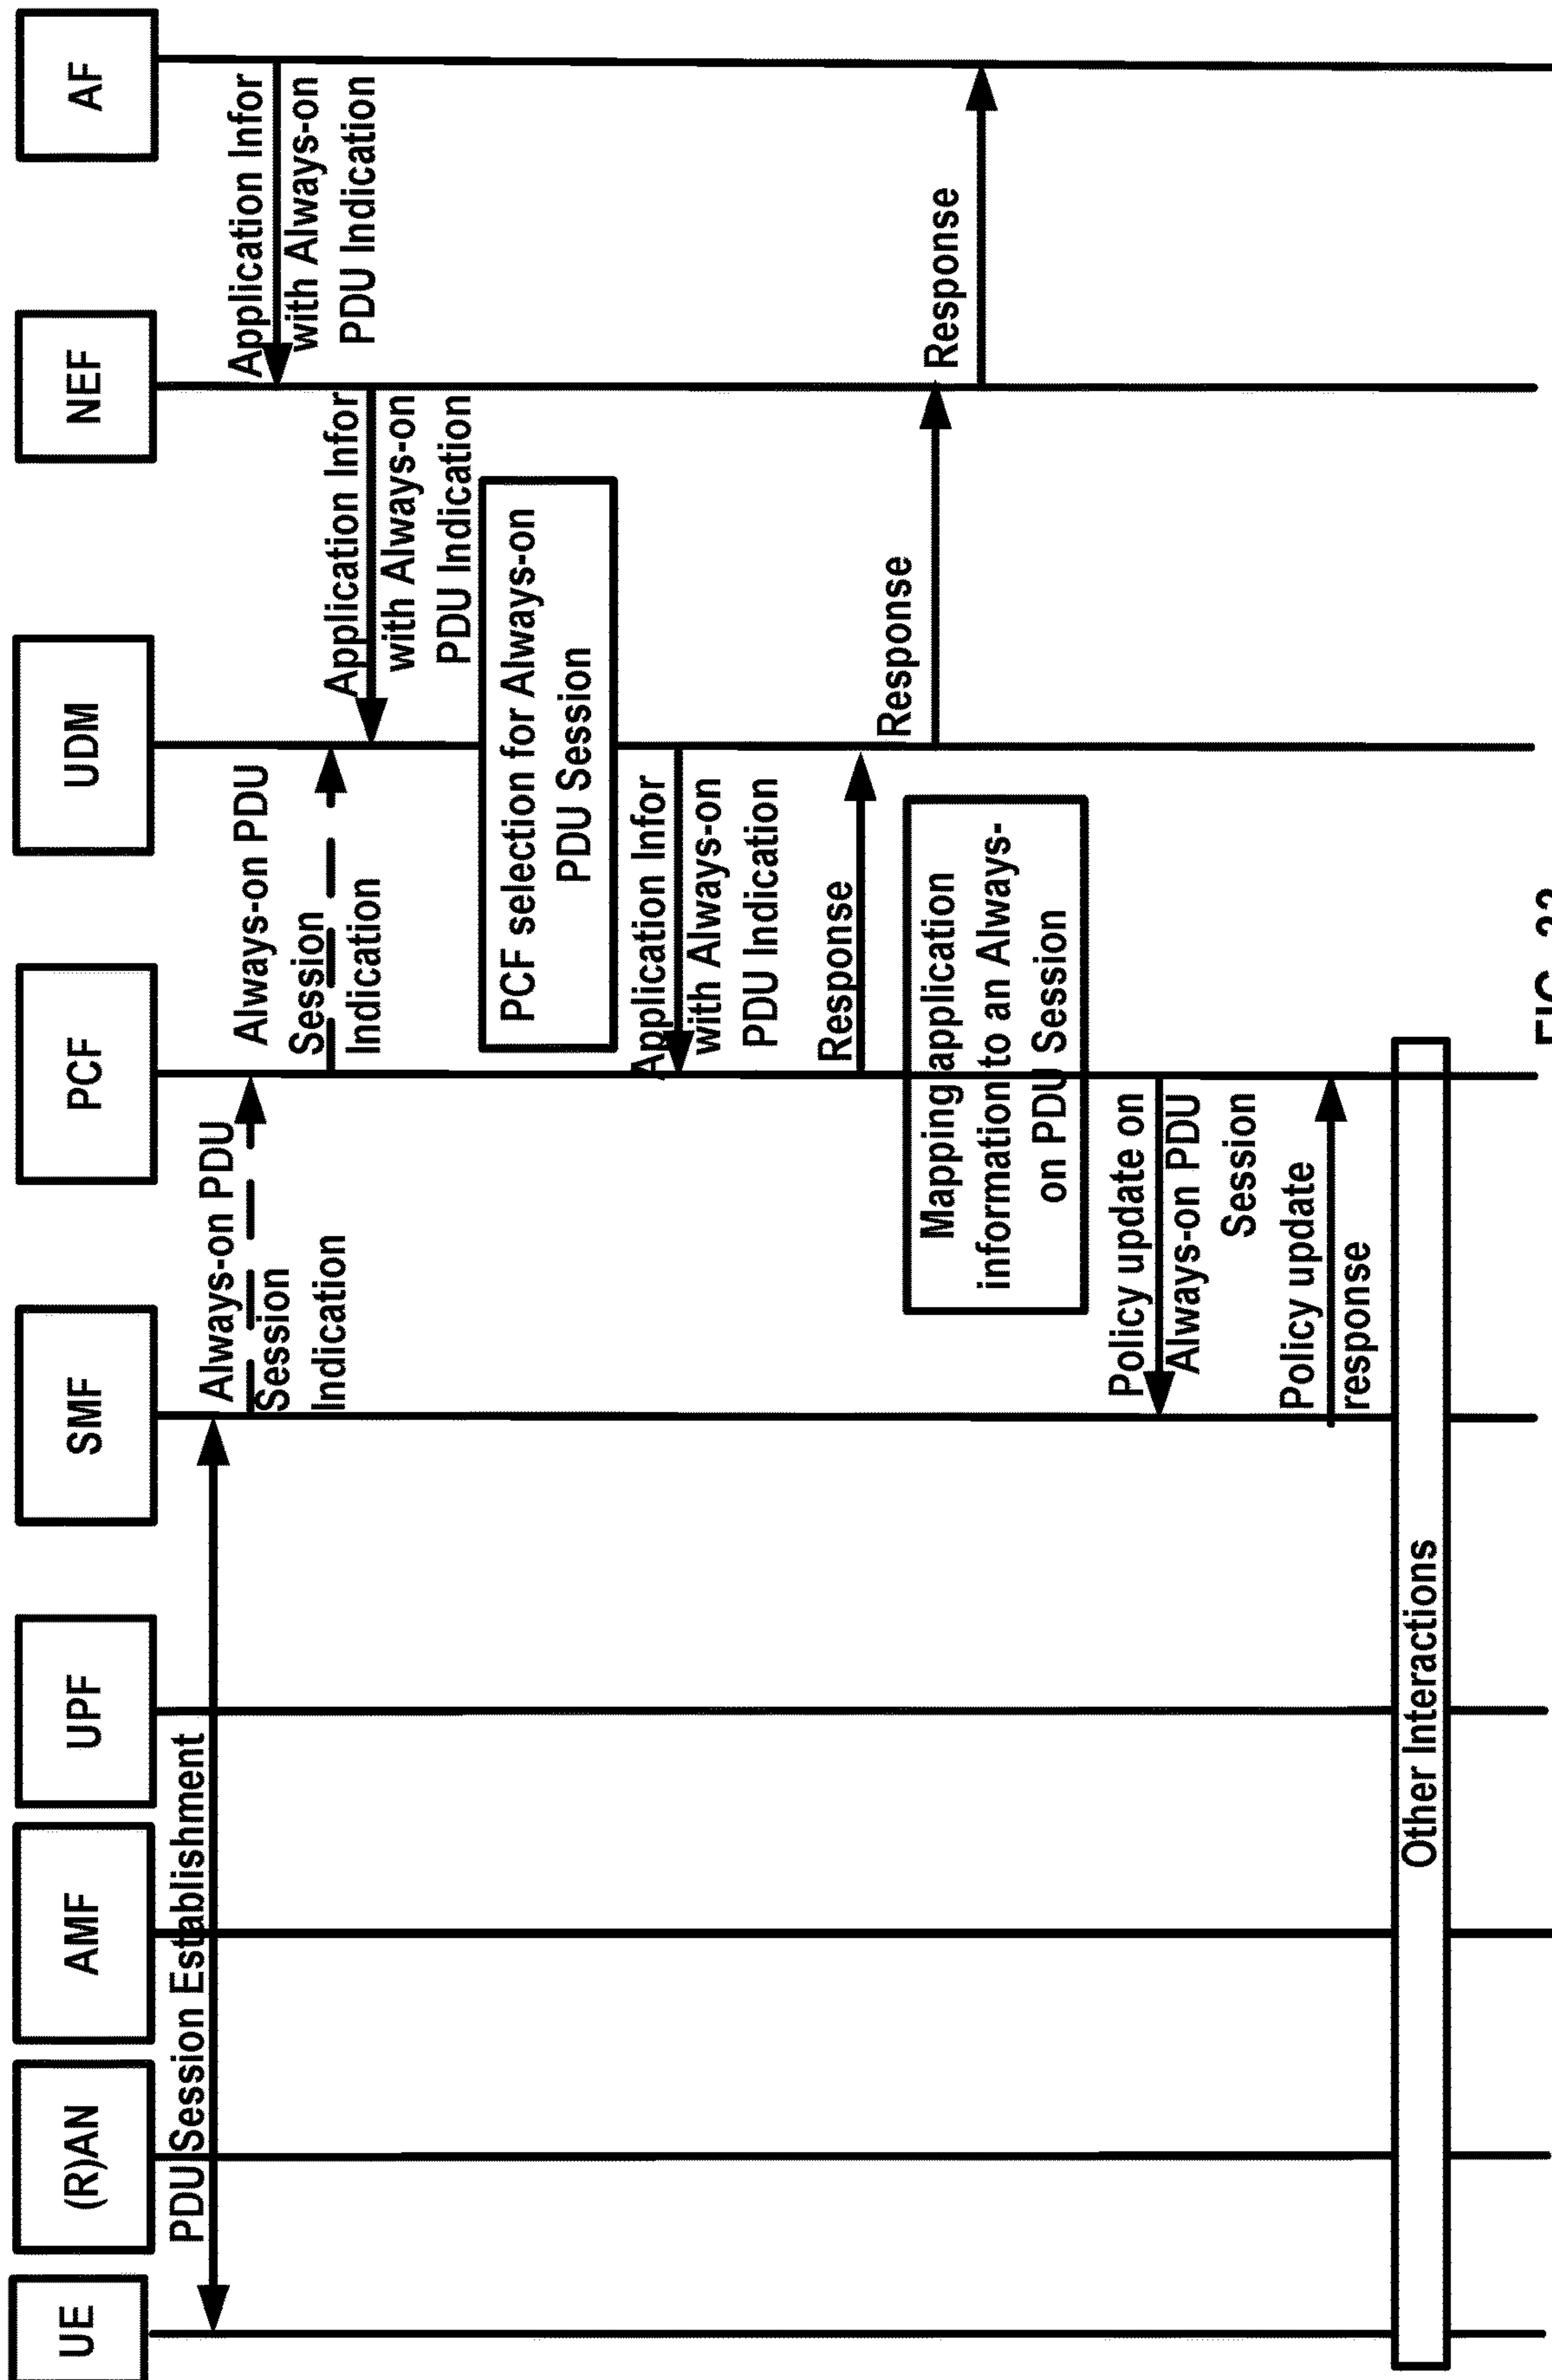 UE
(R)AN
AMF
UPF
SMF
PCF
UDM
NEF
AF
PDU Session Establishment
Always-on PDU
Session
Indication
Always-on PDU
Session
Indication
Application Infor
with Always-on
PDU Indication
Application Infor
with Always-on
PDU Indication
PCF selection for Always-on
PDU Session
Application Infor
with Always-on
PDU Indication
Response
Response
Response
Mapping application
information to an Always-
on PDU Session
Policy update on
Always-on PDU
Session
Policy update
response
Other Interactions